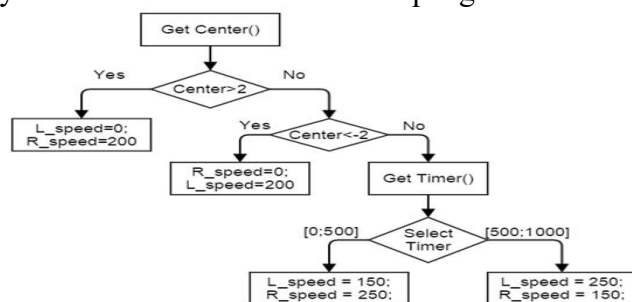 Get Center()
Yes
No
Center>2
L_speed=0;
R_speed=200
Yes
No
Center<-2
R_speed=0;
L_speed=200
Get Timer()
[0;500]
[500;1000]
Select
Timer
L_speed = 150;
R_speed = 250;
L_speed = 250;
R_speed = 150;